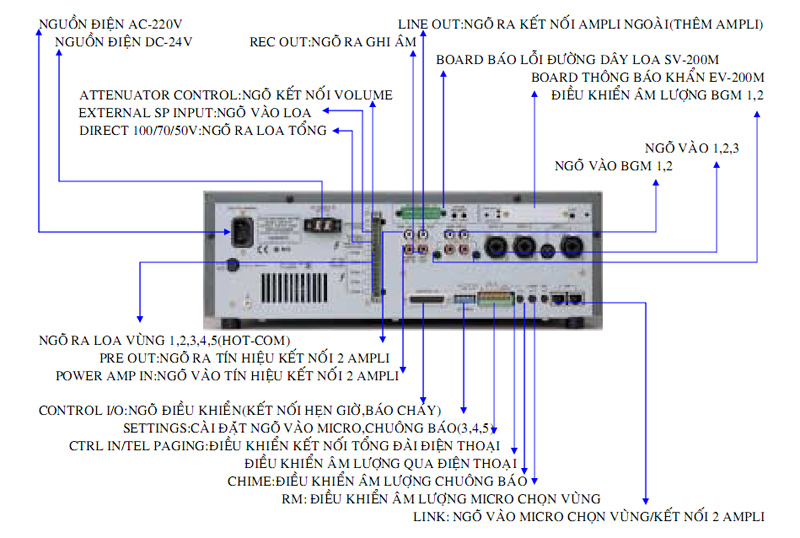 NGUỒN ĐIỆN AC-220V
LINE OUT:NGÕ RA KẾT NỐI AMPLI NGOÀI(THÊM AMPLI)
NGUỒN ĐIỆN DC-24V
REC OUT:NGÕ RA GHI ÂM
BOARD BÁO LỖI ĐƯỜNG DÂY LOA SV-200M
BOARD THÔNG BÁO KHẨN EV-200M
ATTENUATOR CONTROL:NGÕ KẾT NỐI VOLUME
ĐIỀU KHIỂN ÂM LƯỢNG BGM 1,2
EXTERNAL SP INPUT:NGÕ VÀO LOA
DIRECT 100/70/50V:NGÕ RA LOA TỔNG
NGÕ VÀO 1,2,3
NGÕ VÀO BGM 1,2
NGÕ RA LOA VÙNG 1,2,3,4,5(HOT-COM)
PRE OUT:NGÕ RA TÍN HIỆU KẾT NỐI 2 AMPLI
POWER AMP IN:NGÕ VÀO TÍN HIỆU KẾT NỐI 2 AMPLI
CONTROL I/O:NGÕ ĐIỀU KHIỂN(KẾT NỐI HẸN GIỜ,BÁO CHÁY)
SETTINGS:CÀI ĐẶT NGÕ VÀO MICRO,CHUÔNG BÁO(3,4,5)
CTRL IN/TEL PAGING:ĐIỀU KHIỂN KẾT NỐI TỔNG ĐÀI ĐIỆN THOẠI
ĐIỀU KHIỂN ÂM LƯỢNG QUA ĐIỆN THOẠI
CHIME:ĐIỀU KHIỂN ÂM LƯỢNG CHUÔNG BÁO
RM: ĐIỀU KHIỂN ÂM LƯỢNG MICRO CHỌN VÙNG
LINK: NGÕ VÀO MICRO CHỌN VÙNG/KẾT NỐI 2 AMPLI